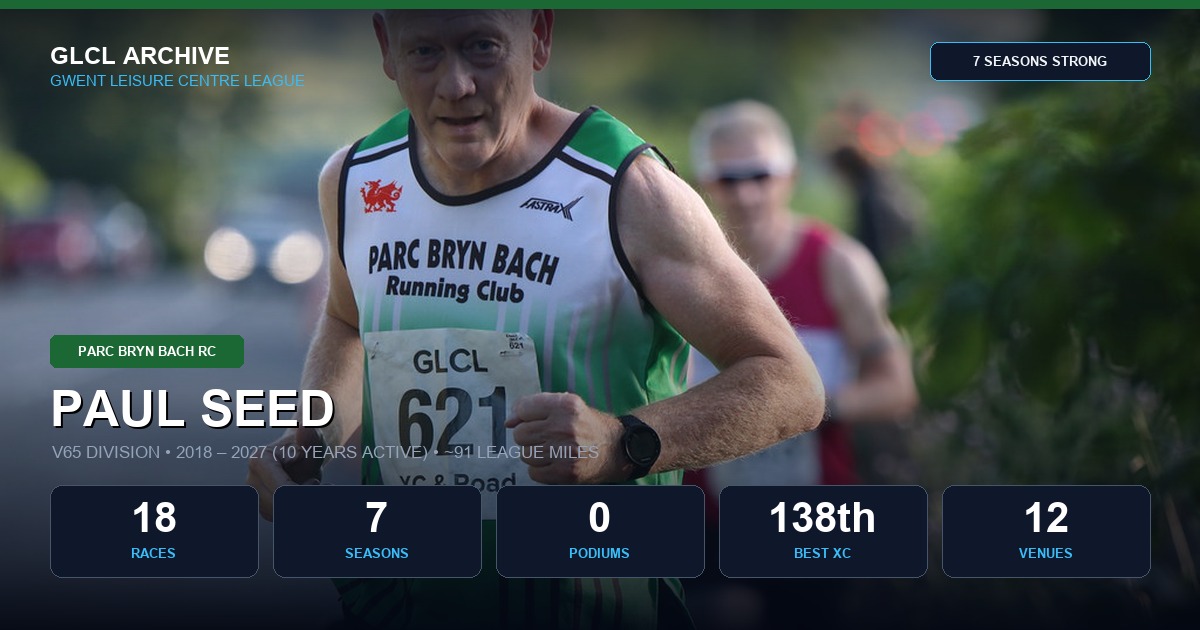 GLCL ARCHIVE
GWENT LEISURE CENTRE LEAGUE
7 SEASONS STRONG
FASTRAX
PARC BRYN BACH
Running Club
GLCL
621
621
XC & Road
PARC BRYN BACH RC
PAUL SEED
V65 DIVISION • 2018 – 2027 (10 YEARS ACTIVE) • ~91 LEAGUE MILES
18
RACES
7
SEASONS
0
PODIUMS
138th
BEST XC
12
VENUES